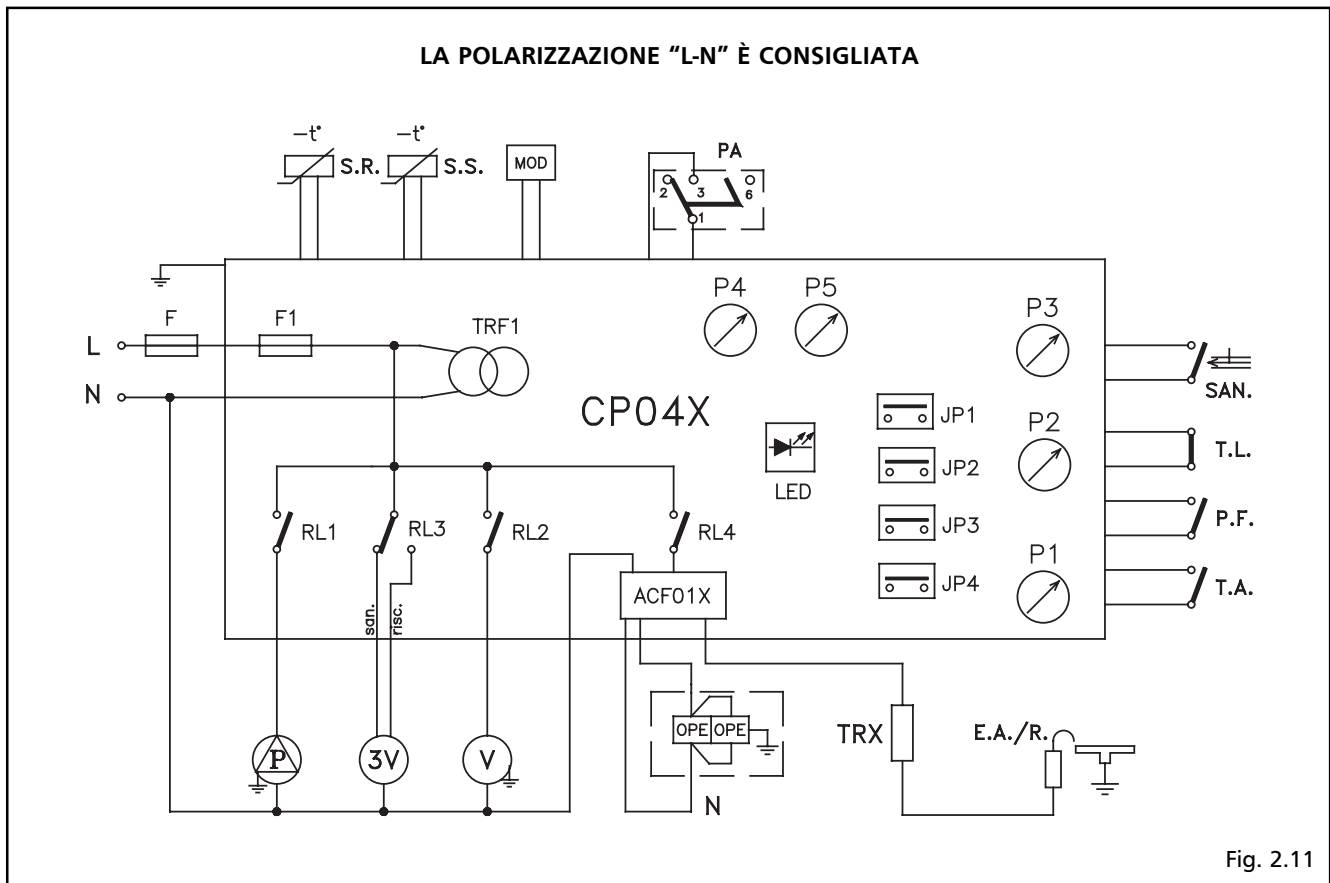 LA POLARIZZAZIONE “L-N” È CONSIGLIATA
–t°
S.R.
–t°
S.S.
MOD
PA
2
3
6
1
F
F1
TRF1
P4
P5
P3
L
N
CP04X
SAN.
LED
JP1
JP2
JP3
JP4
P2
T.L.
RL1
RL3
RL2
RL4
P.F.
P1
T.A.
ACF01X
san.
risc.
P
3V
V
OPE
OPE
N
TRX
E.A./R.
Fig. 2.11